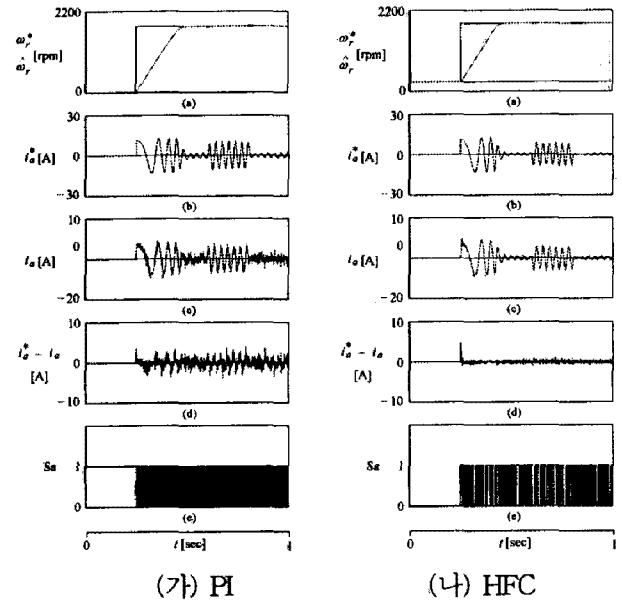 2200
ω_r^*
ω̂_r [rpm]
0
(a)
30
i_a^* [A] 0
-30
(b)
10
i_a [A] 0
-20
(c)
10
i_a^* - i_a 0
[A]
-10
(d)
Sa 1
0
(e)
0 t [sec] 1
(가) PI
2200
ω_r^*
ω̂_r [rpm]
0
(a)
30
i_a^* [A] 0
-30
(b)
10
i_a [A] 0
-20
(c)
10
i_a^* - i_a 0
[A]
-10
(d)
Sa 1
0
(e)
0 t [sec] 1
(나) HFC